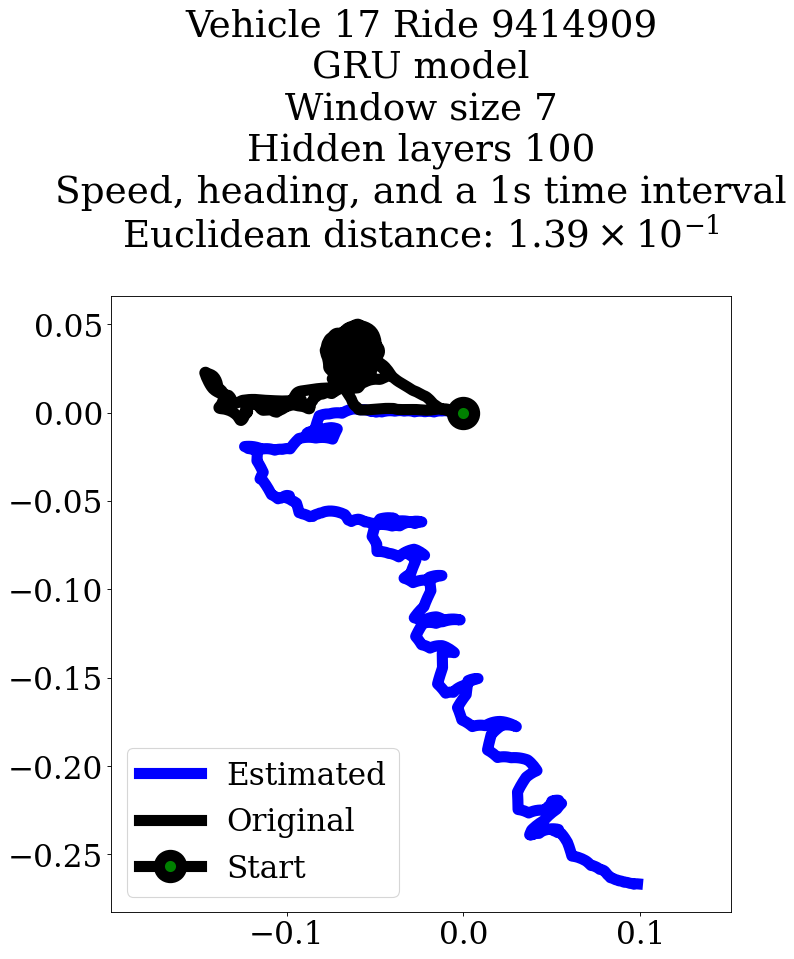 Vehicle 17 Ride 9414909
GRU model
Window size 7
Hidden layers 100
Speed, heading, and a 1s time interval
Euclidean distance: 1.39 × 10⁻¹
0.05
0.00
−0.05
−0.10
−0.15
−0.20
−0.25
Estimated
Original
Start
−0.1
0.0
0.1